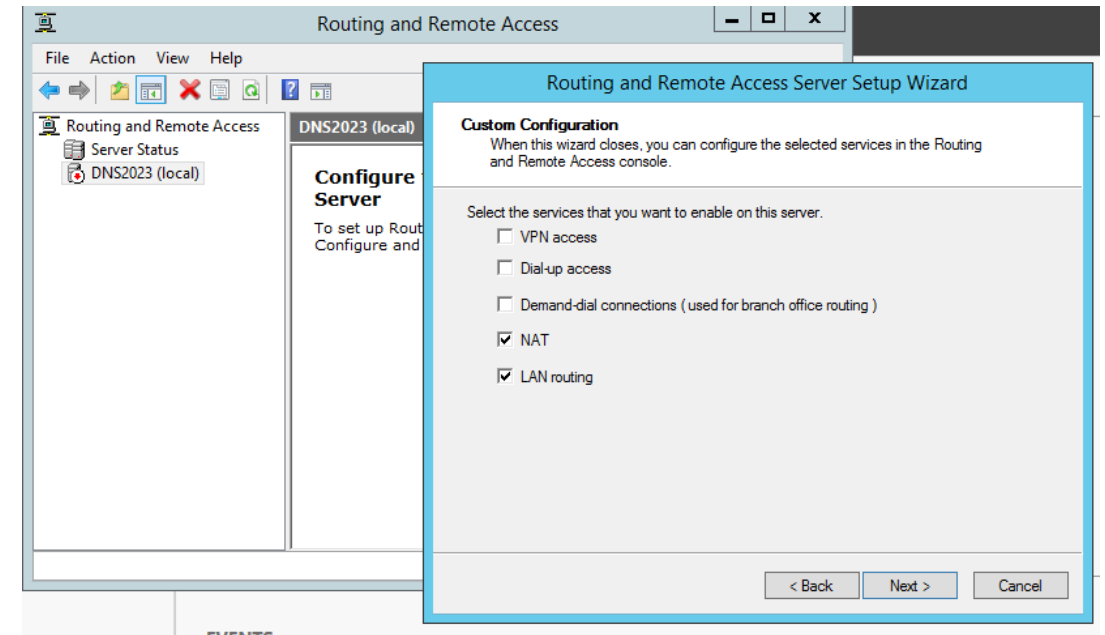 Routing and Remote Access
X
File Action View Help
Routing and Remote Access
Server Status
DNS2023 (local)
DNS2023 (local)
Configure
Server
To set up Rout
Configure and
Routing and Remote Access Server Setup Wizard
Custom Configuration
When this wizard closes, you can configure the selected services in the Routing
and Remote Access console.
Select the services that you want to enable on this server.
VPN access
Dial-up access
Demand-dial connections ( used for branch office routing )
NAT
LAN routing
< Back
Next >
Cancel
EVENTS